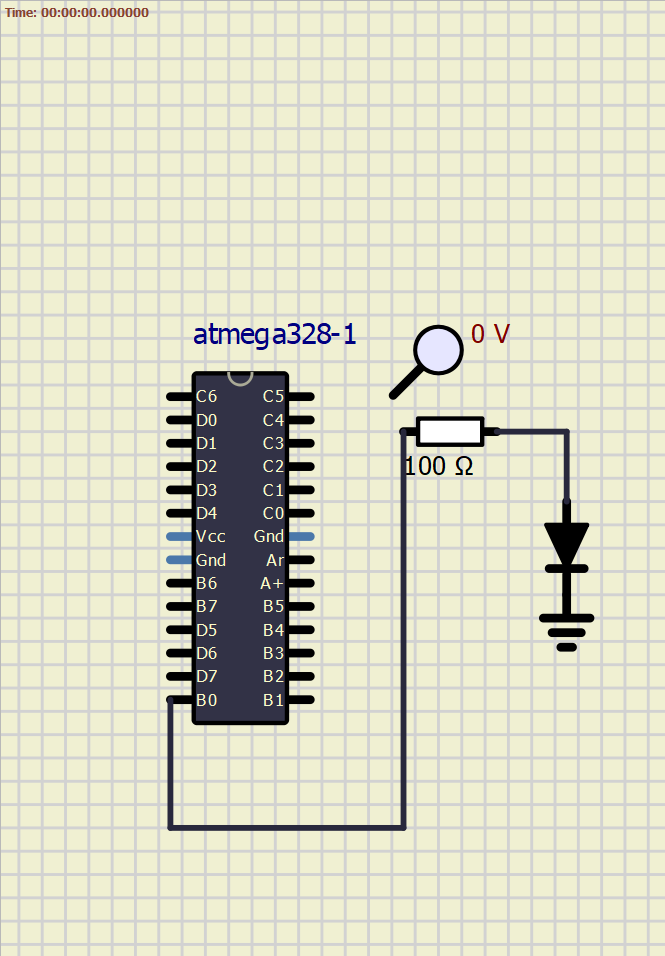 Time: 00:00:00.000000
atmega328-1
0 V
C6 C5
D0 C4
D1 C3
D2 C2
D3 C1
D4 C0
Vcc Gnd
Gnd Ar
B6 A+
B7 B5
D5 B4
D6 B3
D7 B2
B0 B1
100 Ω